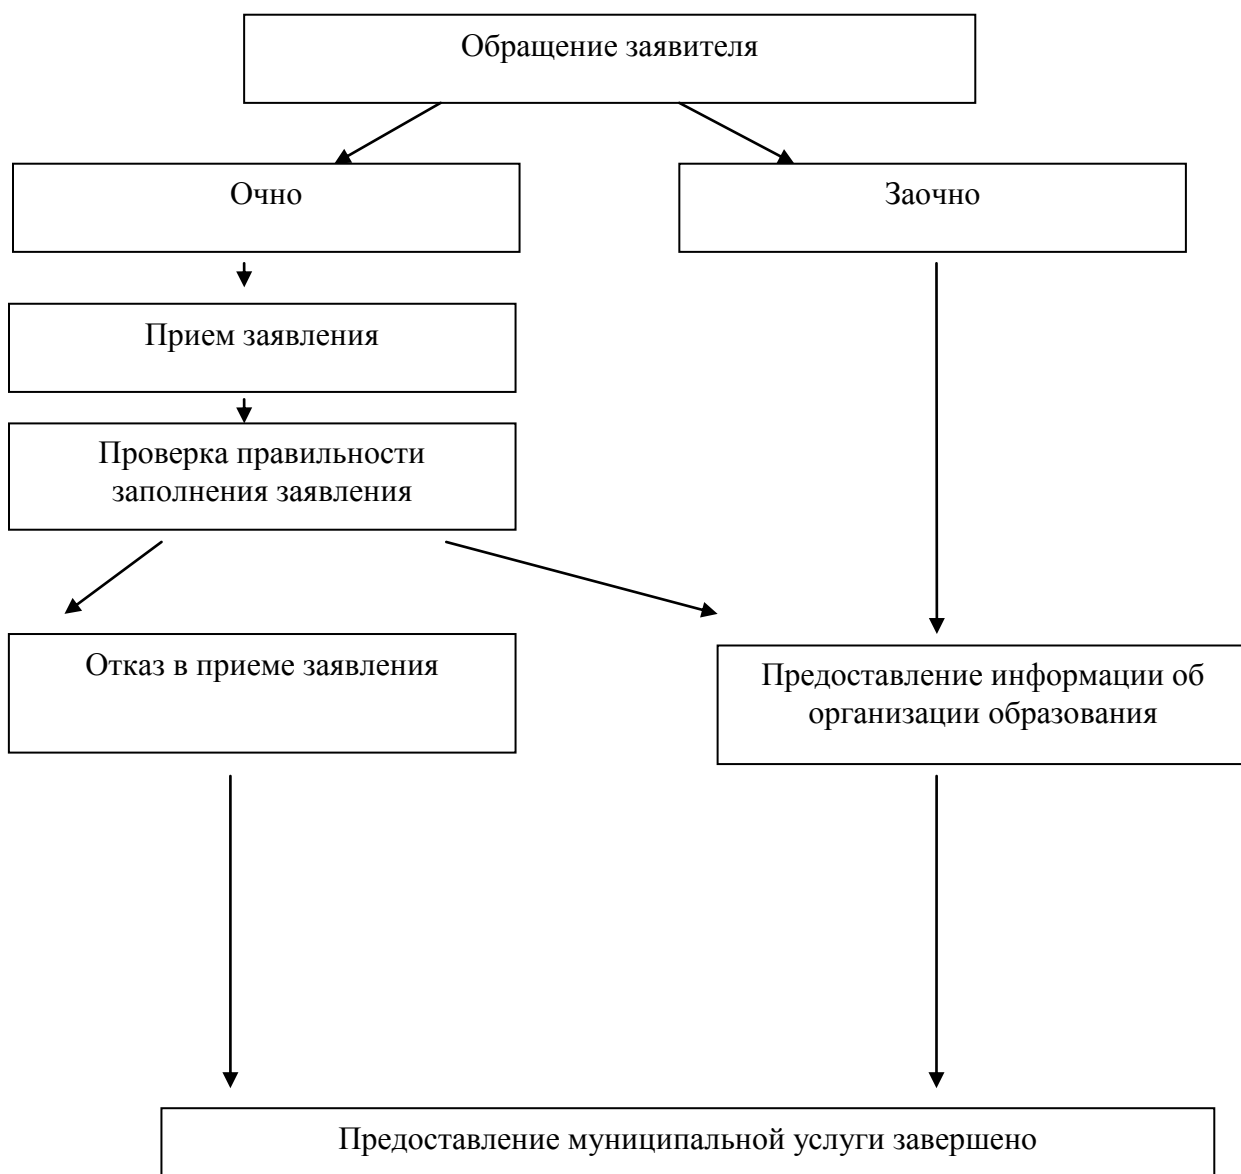 Обращение заявителя
Очно
Заочно
Прием заявления
Проверка правильности
заполнения заявления
Отказ в приеме заявления
Предоставление информации об
организации образования
Предоставление муниципальной услуги завершено